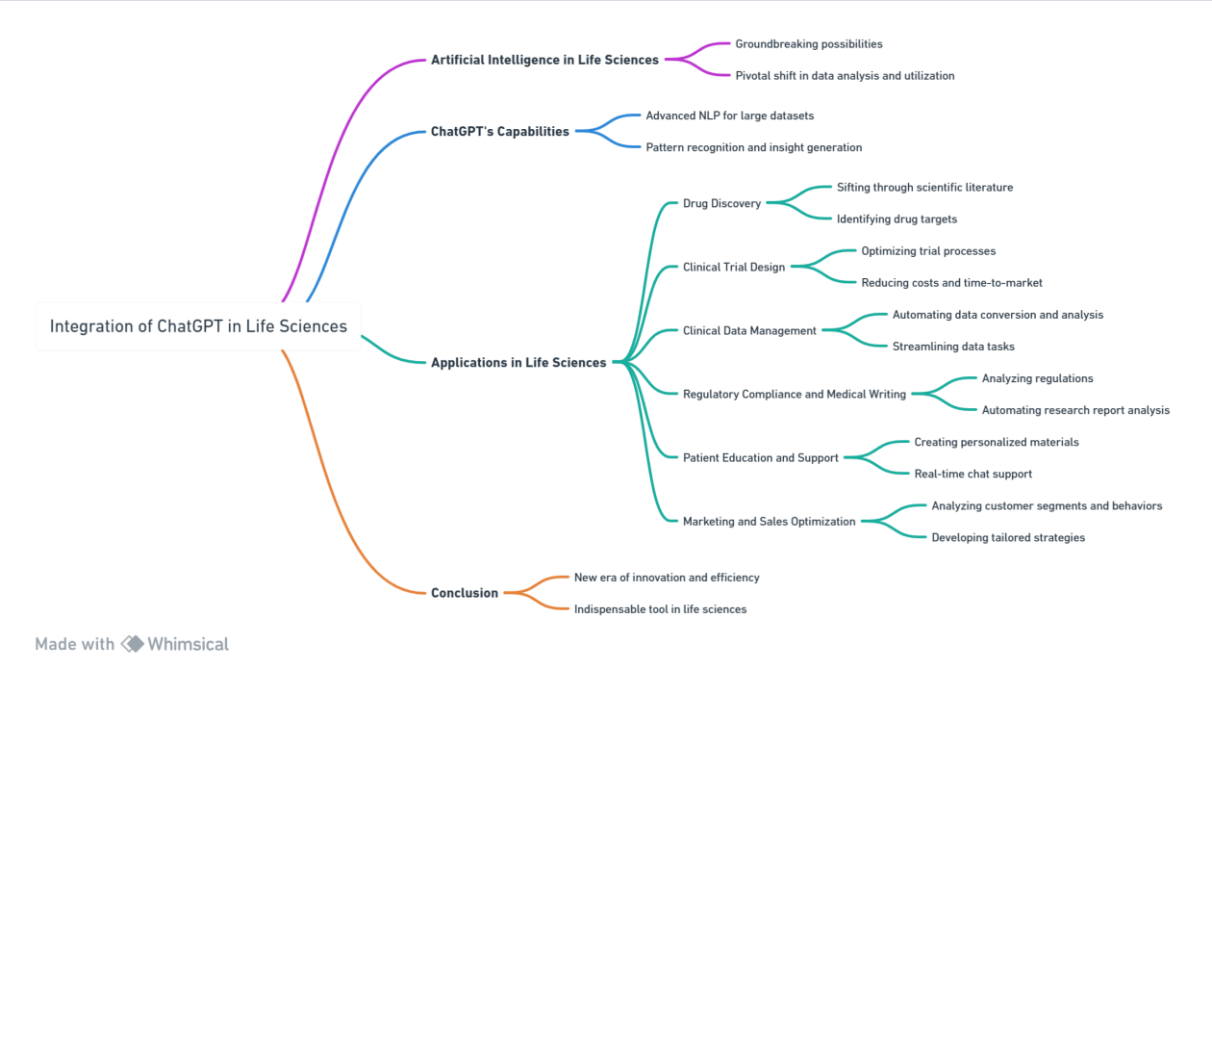 Integration of ChatGPT in Life Sciences
Artificial Intelligence in Life Sciences
Groundbreaking possibilities
Pivotal shift in data analysis and utilization
ChatGPT's Capabilities
Advanced NLP for large datasets
Pattern recognition and insight generation
Applications in Life Sciences
Drug Discovery
Sifting through scientific literature
Identifying drug targets
Clinical Trial Design
Optimizing trial processes
Reducing costs and time-to-market
Clinical Data Management
Automating data conversion and analysis
Streamlining data tasks
Regulatory Compliance and Medical Writing
Analyzing regulations
Automating research report analysis
Patient Education and Support
Creating personalized materials
Real-time chat support
Marketing and Sales Optimization
Analyzing customer segments and behaviors
Developing tailored strategies
Conclusion
New era of innovation and efficiency
Indispensable tool in life sciences
Made with Whimsical